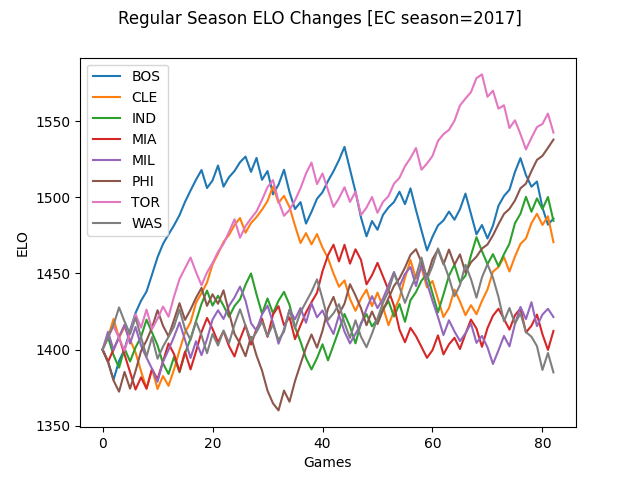 Regular Season ELO Changes [EC season=2017]
BOS
CLE
IND
MIA
MIL
PHI
TOR
WAS
ELO
1550
1500
1450
1400
1350
0 20 40 60 80
Games